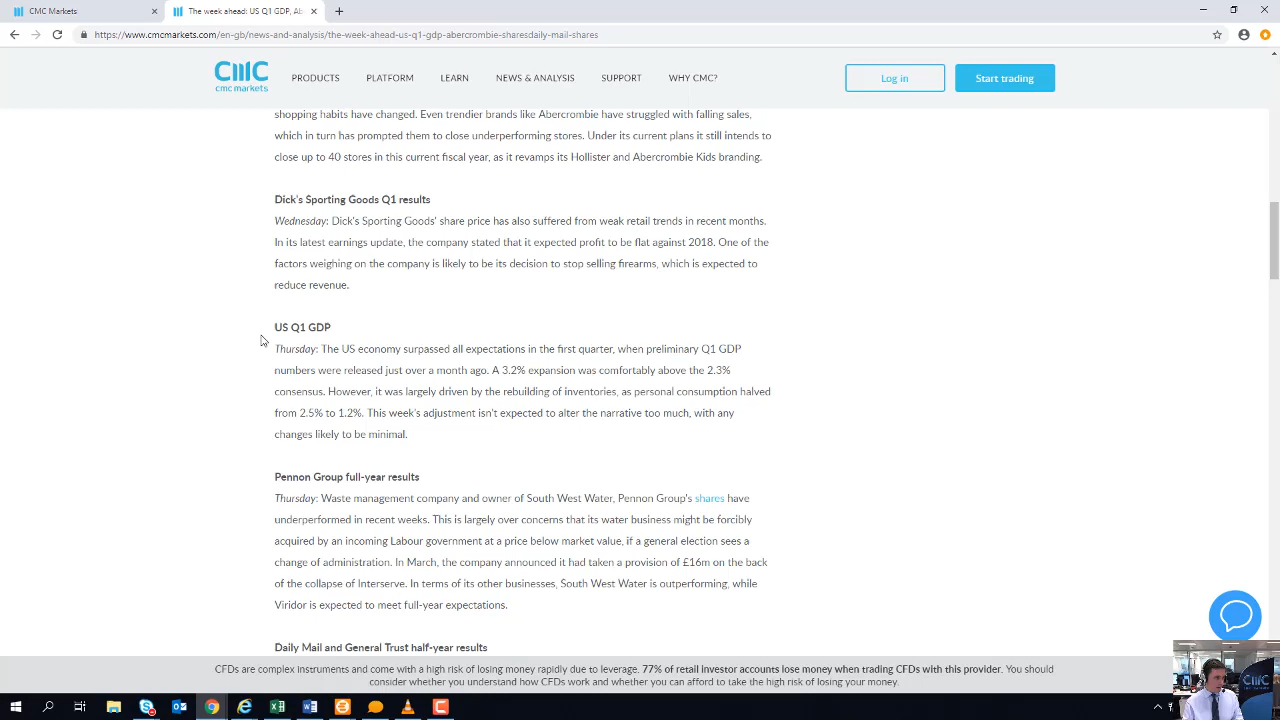 CMC Markets
The week ahead: US Q1 GDP, Ab
https://www.cmcmarkets.com/en-gb/news-and-analysis/the-week-ahead-us-q1-gdp-abercrombie-sharesdaily-mail-shares
cmc
cmc markets
PRODUCTS
PLATFORM
LEARN
NEWS & ANALYSIS
SUPPORT
WHY CMC?
Log in
Start trading
shopping habits have changed. Even trendier brands like Abercrombie have struggled with falling sales,
which in turn has prompted them to close underperforming stores. Under its current plans it still intends to
close up to 40 stores in this current fiscal year, as it revamps its Hollister and Abercrombie Kids branding.
Dick's Sporting Goods Q1 results
Wednesday: Dick's Sporting Goods' share price has also suffered from weak retail trends in recent months.
In its latest earnings update, the company stated that it expected profit to be flat against 2018. One of the
factors weighing on the company is likely to be its decision to stop selling firearms, which is expected to
reduce revenue.
US Q1 GDP
Thursday: The US economy surpassed all expectations in the first quarter, when preliminary Q1 GDP
numbers were released just over a month ago. A 3.2% expansion was comfortably above the 2.3%
consensus. However, it was largely driven by the rebuilding of inventories, as personal consumption halved
from 2.5% to 1.2%. This week's adjustment isn't expected to alter the narrative too much, with any
changes likely to be minimal.
Pennon Group full-year results
Thursday: Waste management company and owner of South West Water, Pennon Group's shares have
underperformed in recent weeks. This is largely over concerns that its water business might be forcibly
acquired by an incoming Labour government at a price below market value, if a general election sees a
change of administration. In March, the company announced it had taken a provision of £16m on the back
of the collapse of Interserve. In terms of its other businesses, South West Water is outperforming, while
Viridor is expected to meet full-year expectations.
Daily Mail and General Trust half-year results
CFDs are complex instruments and come with a high risk of losing money rapidly due to leverage. 77% of retail investor accounts lose money when trading CFDs with this provider. You should
consider whether you understand how CFDs work and whether you can afford to take the high risk of losing your money.